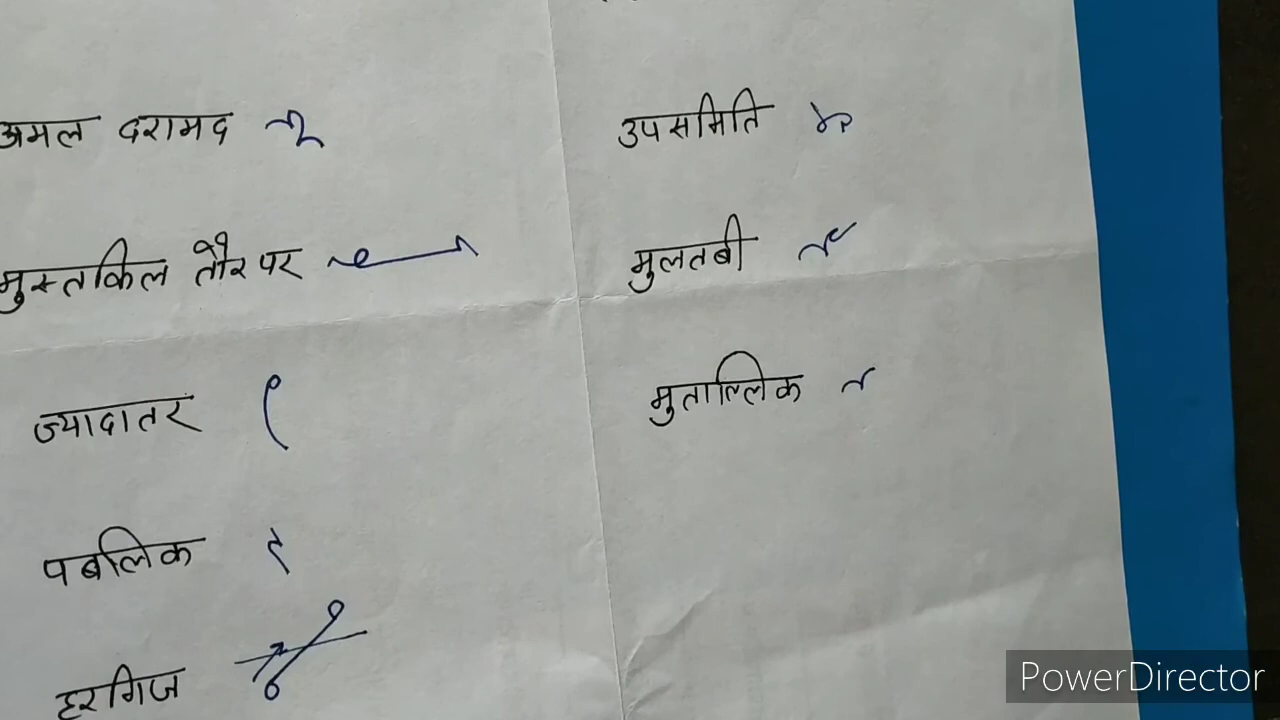 अमल दरामद
मुस्तकिल तौर पर
ज्यादातर
पबलिक
हरगिज
उपसमिति
मुलतबी
मुताल्लिक
PowerDirector